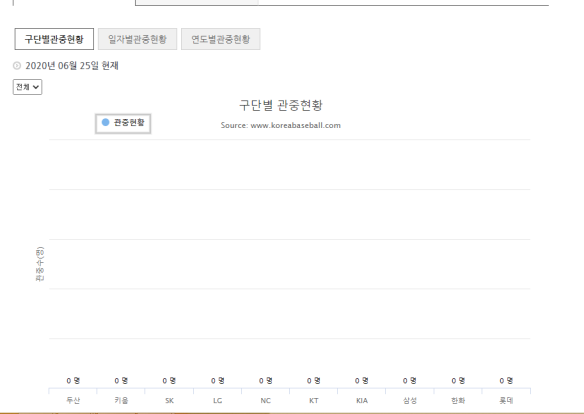 구단별관중현황 일자별관중현황 연도별관중현황
2020년 06월 25일 현재
전체
구단별 관중현황
관중현황
Source: www.koreabaseball.com
관중수(명)
0 명 0 명 0 명 0 명 0 명 0 명 0 명 0 명 0 명 0 명
두산 키움 SK LG NC KT KIA 삼성 한화 롯데